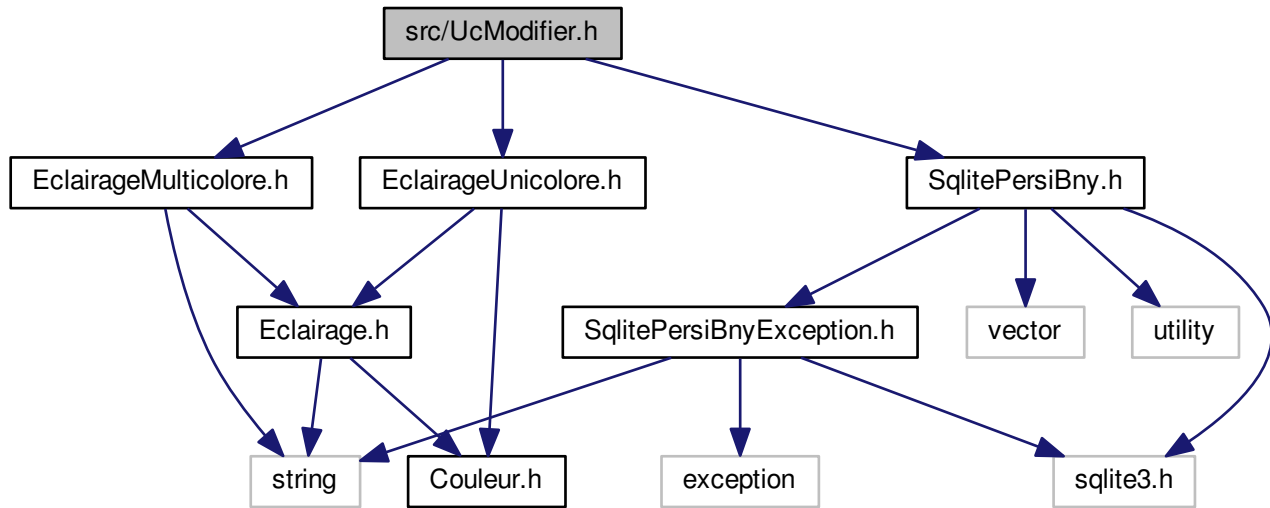 src/UcModifier.h
EclairageMulticolore.h
EclairageUnicolore.h
SqlitePersiBny.h
Eclairage.h
SqlitePersiBnyException.h
vector
utility
string
Couleur.h
exception
sqlite3.h